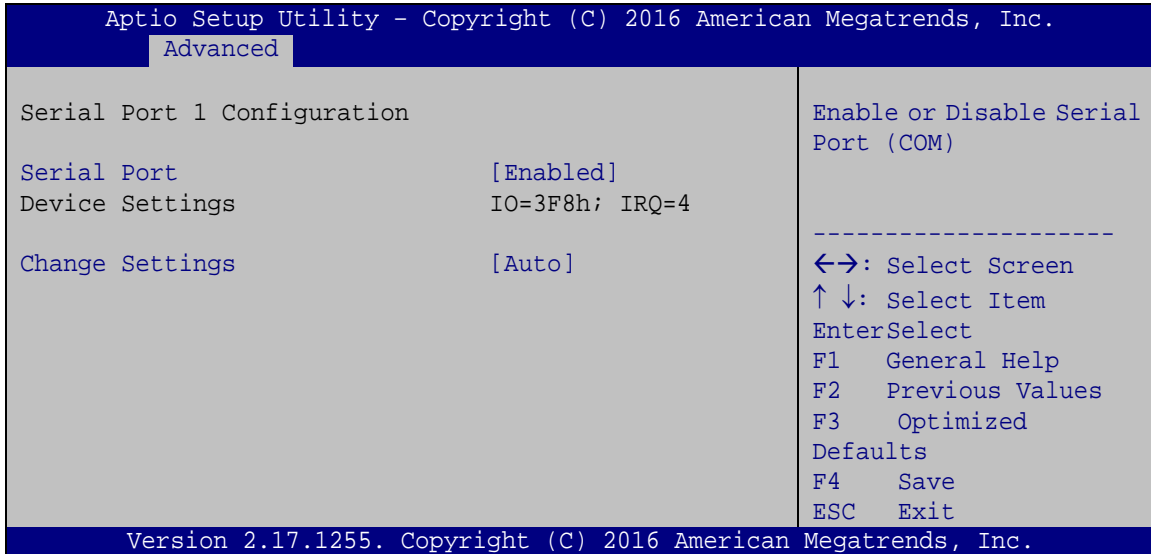 Aptio Setup Utility – Copyright (C) 2016 American Megatrends, Inc.
Advanced
Serial Port 1 Configuration
Serial Port [Enabled]
Device Settings IO=3F8h; IRQ=4
Change Settings [Auto]
Enable or Disable Serial
Port (COM)
---------------------
←→: Select Screen
↑ ↓: Select Item
EnterSelect
F1 General Help
F2 Previous Values
F3 Optimized
Defaults
F4 Save
ESC Exit
Version 2.17.1255. Copyright (C) 2016 American Megatrends, Inc.